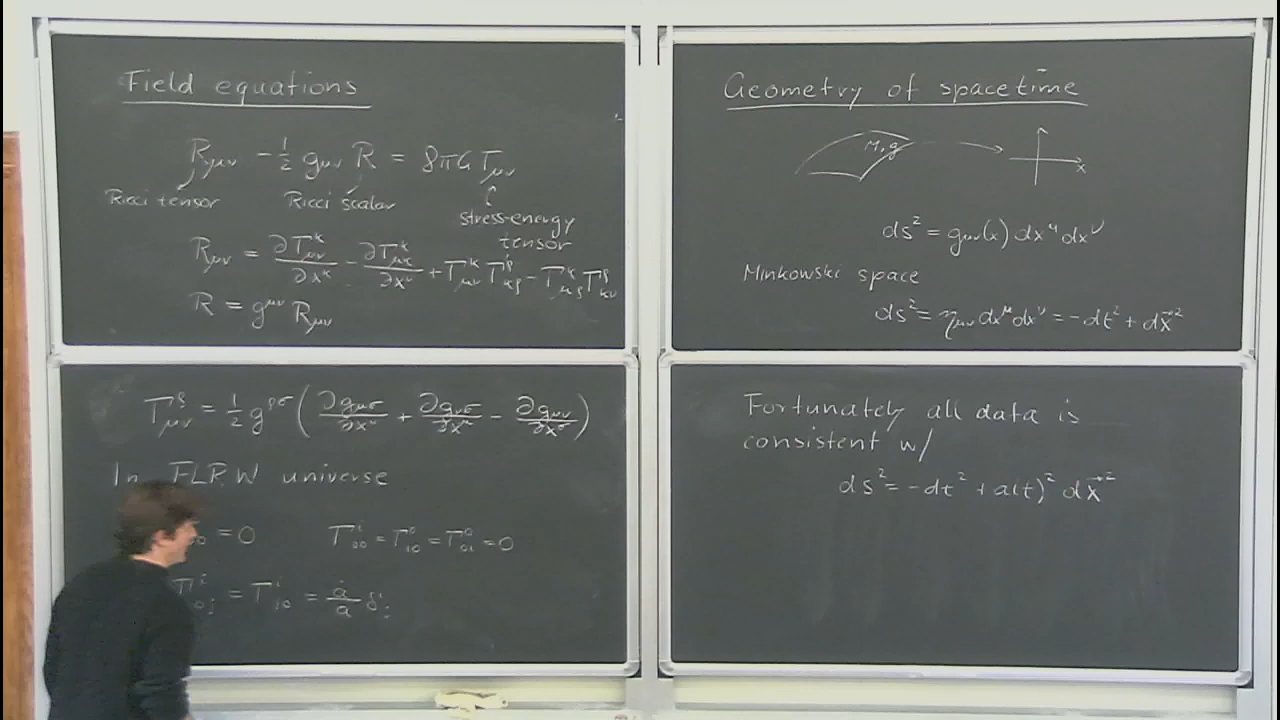 Field equations
Rμν − 1/2 gμν R = 8πG Tμν
Ricci tensor Ricci scalar
stress-energy
tensor
Rμν = ∂Γ^κ_μν/∂x^κ − ∂Γ^κ_μκ/∂x^ν + Γ^κ_μν Γ^ρ_κρ − Γ^κ_μρ Γ^ρ_κν
R = g^μν Rμν
Γ^ρ_μν = 1/2 g^ρσ (∂gμσ/∂x^ν + ∂gνσ/∂x^μ − ∂gμν/∂x^σ)
In FLRW universe
= 0 Γ^i_00 = Γ^0_i0 = Γ^0_0i = 0
Γ^i_0j = Γ^i_j0 = ȧ/a δ^i_j
Geometry of spacetime
M, g
x
ds² = gμν(x) dx^μ dx^ν
Minkowski space
ds² = ημν dx^μ dx^ν = −dt² + dx⃗²
Fortunately all data is
consistent w/
ds² = −dt² + a(t)² dx⃗²